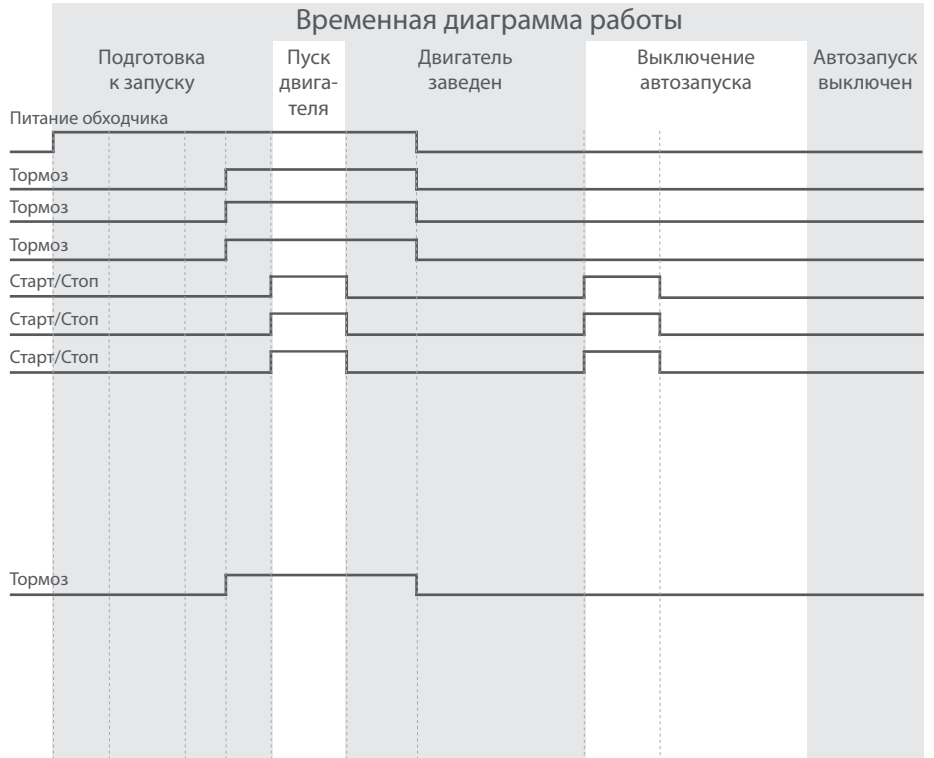 Временная диаграмма работы
Подготовка
к запуску
Пуск
двига-
теля
Двигатель
заведен
Выключение
автозапуска
Автозапуск
выключен
Питание обходчика
Тормоз
Тормоз
Тормоз
Старт/Стоп
Старт/Стоп
Старт/Стоп
Тормоз